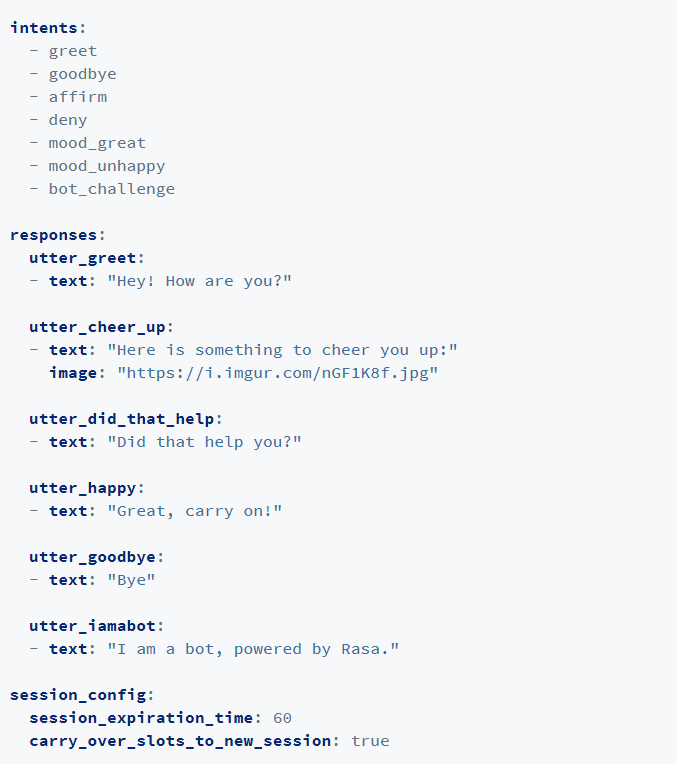 intents:
  - greet
  - goodbye
  - affirm
  - deny
  - mood_great
  - mood_unhappy
  - bot_challenge

responses:
  utter_greet:
  - text: "Hey! How are you?"

  utter_cheer_up:
  - text: "Here is something to cheer you up:"
    image: "https://i.imgur.com/nGF1K8f.jpg"

  utter_did_that_help:
  - text: "Did that help you?"

  utter_happy:
  - text: "Great, carry on!"

  utter_goodbye:
  - text: "Bye"

  utter_iamabot:
  - text: "I am a bot, powered by Rasa."

session_config:
  session_expiration_time: 60
  carry_over_slots_to_new_session: true